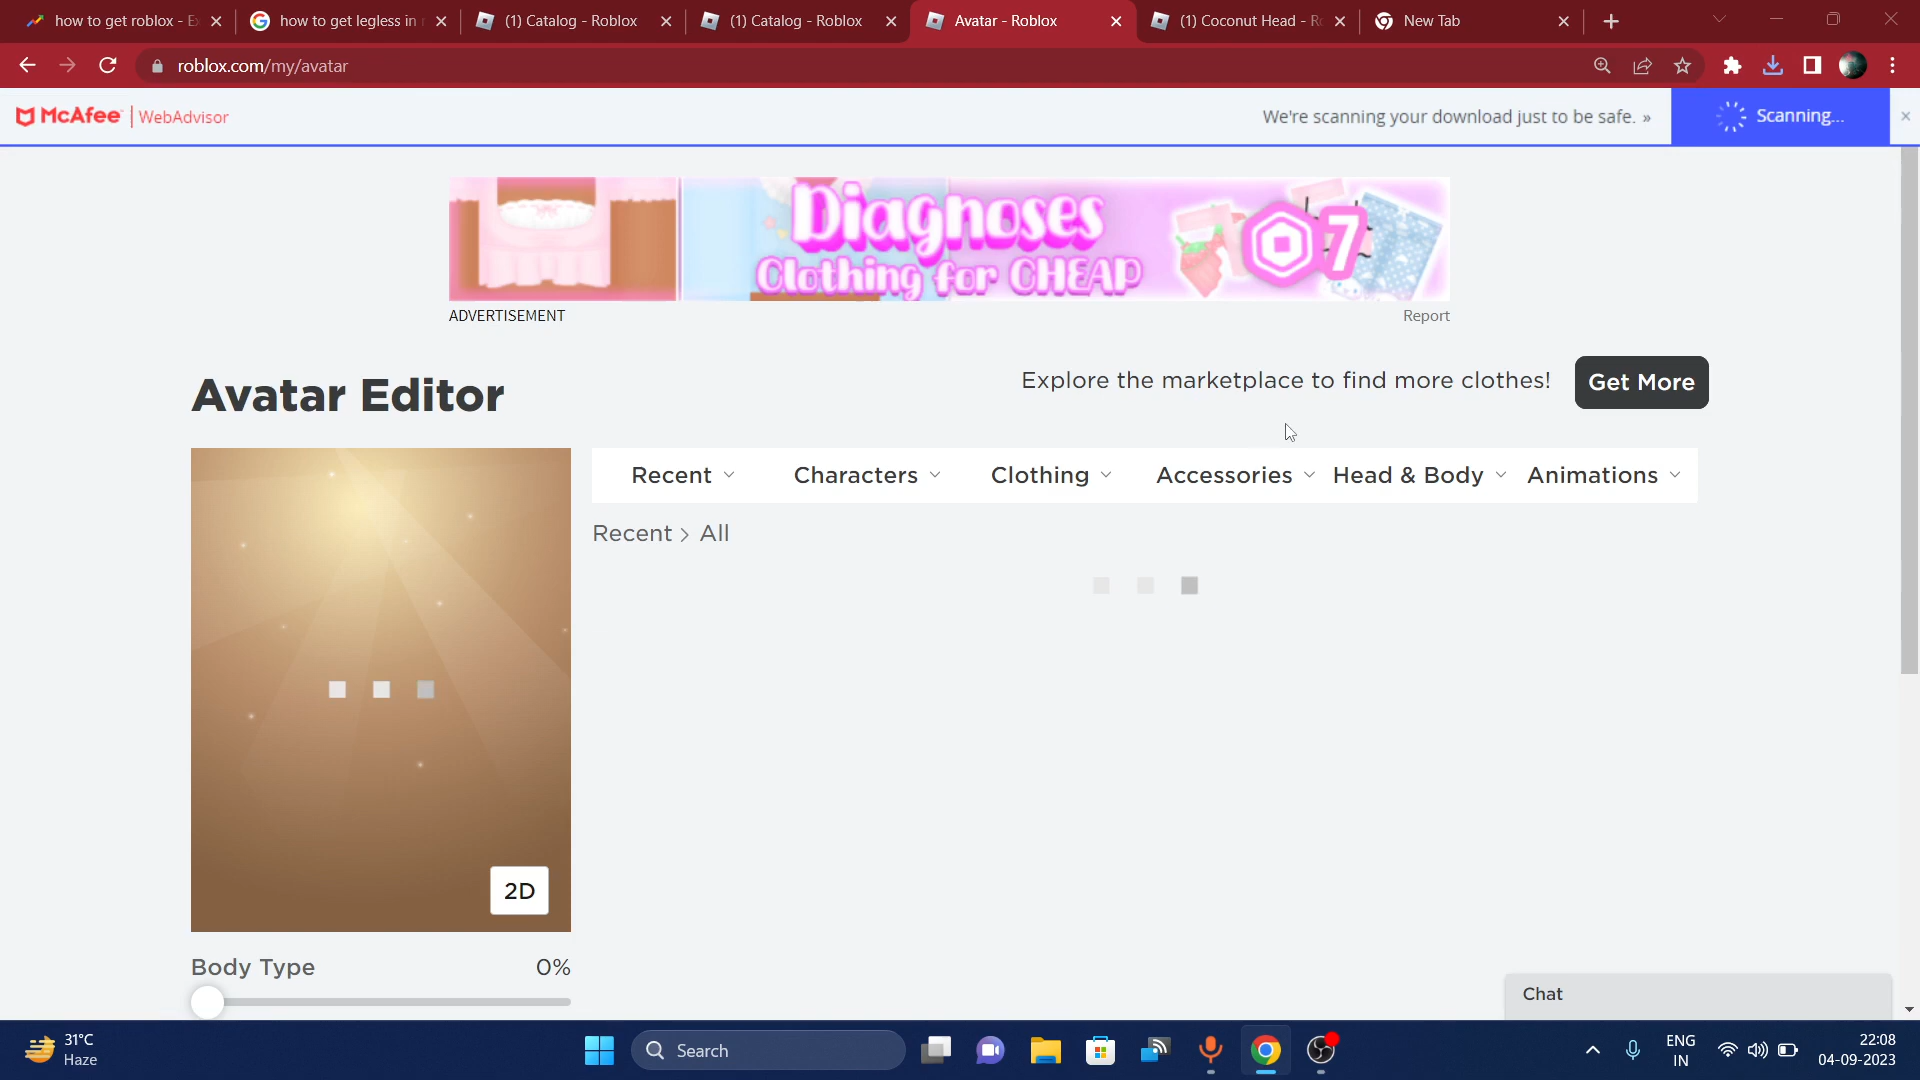 how to get roblox - E
how to get legless in
(1) Catalog - Roblox
(1) Catalog - Roblox
Avatar - Roblox
(1) Coconut Head - Ro
New Tab
roblox.com/my/avatar
McAfee | WebAdvisor
We're scanning your download just to be safe. »
Scanning...
Diagnoses
Clothing for CHEAP
7
ADVERTISEMENT
Report
Avatar Editor
Explore the marketplace to find more clothes!
Get More
Recent
Characters
Clothing
Accessories
Head & Body
Animations
Recent > All
2D
Body Type
0%
Chat
31°C
Haze
Search
ENG
IN
22:08
04-09-2023